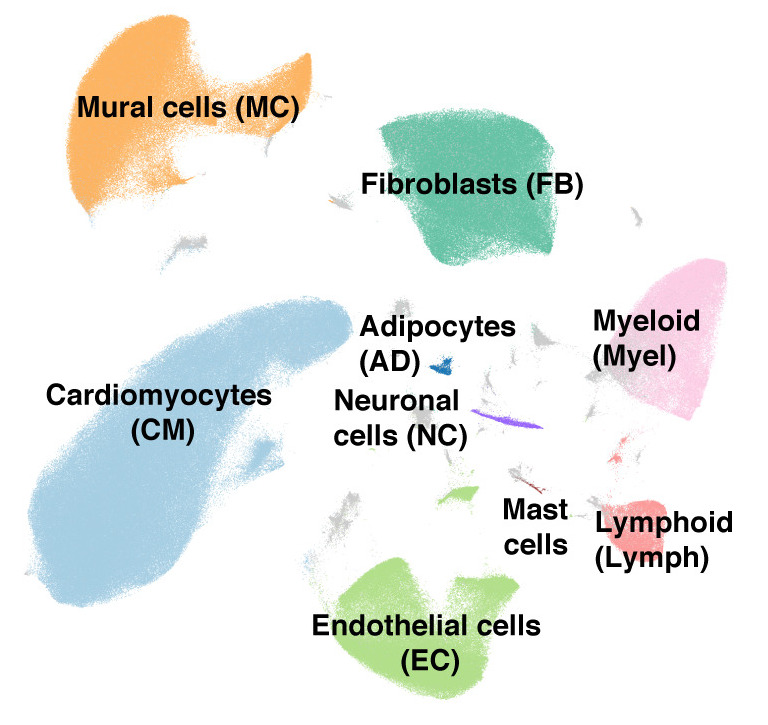 Mural cells (MC)
Fibroblasts (FB)
Adipocytes
(AD)
Myeloid
(Myel)
Cardiomyocytes
(CM)
Neuronal
cells (NC)
Mast
cells
Lymphoid
(Lymph)
Endothelial cells
(EC)